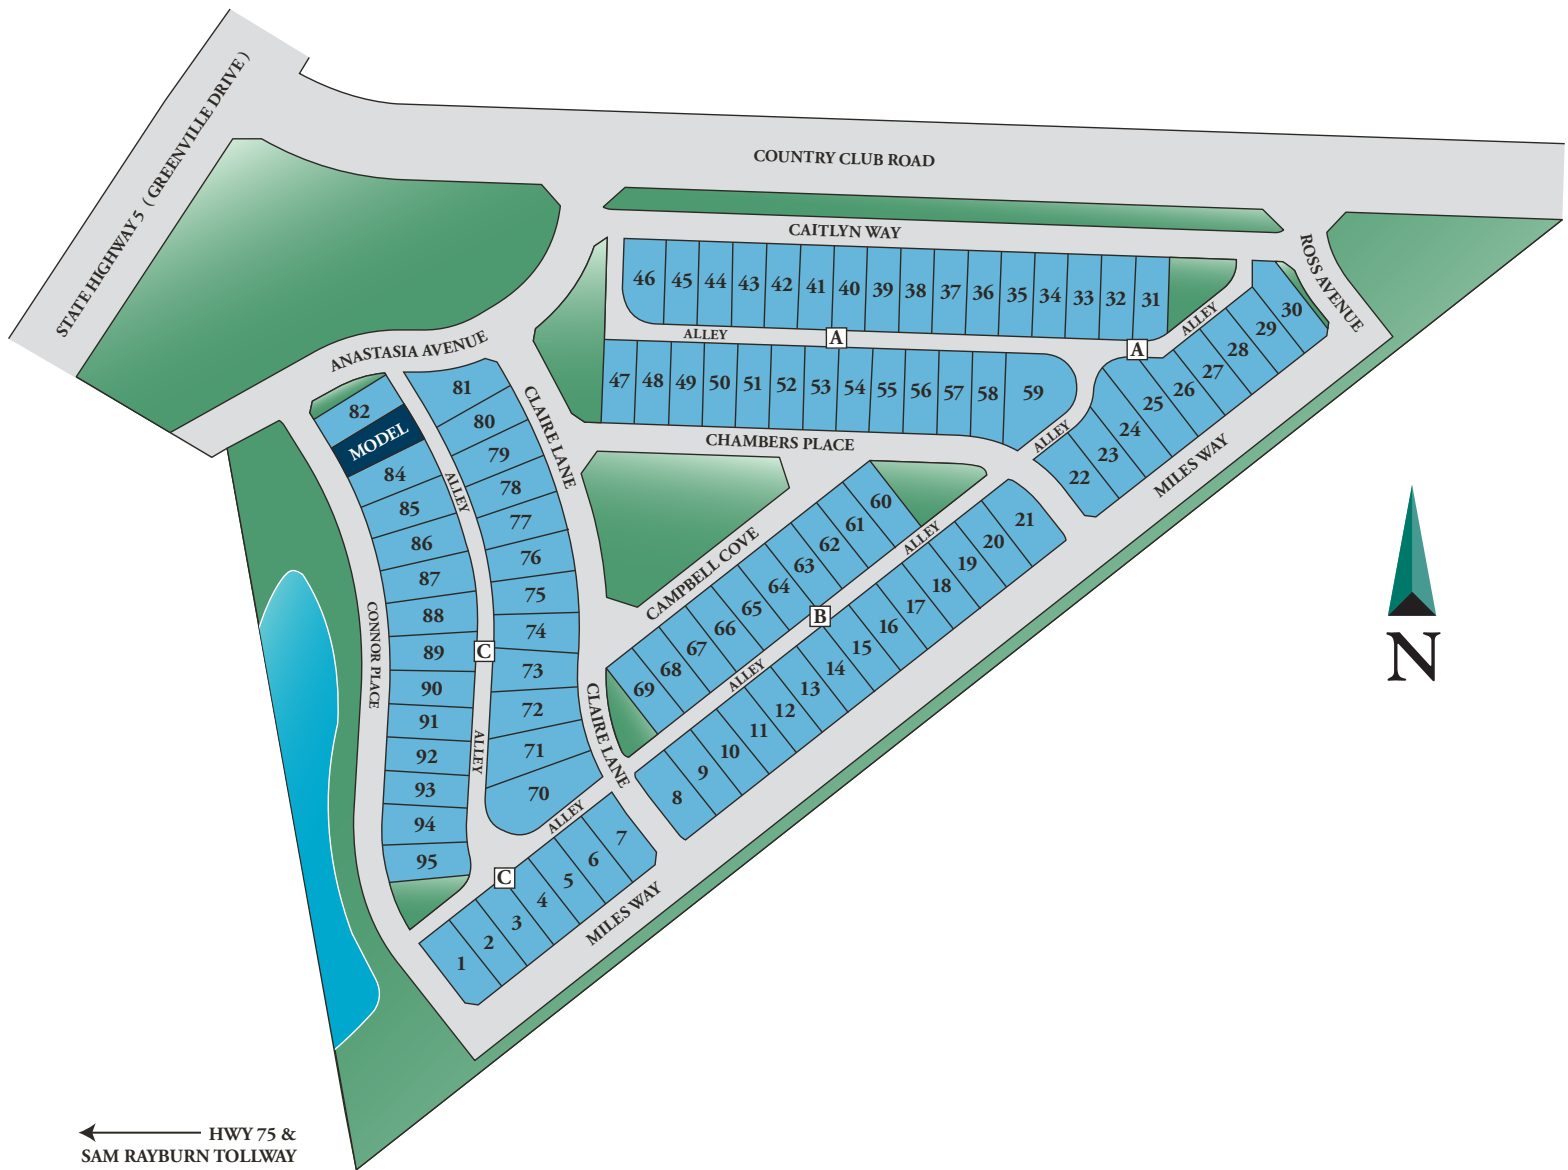 STATE HIGHWAY 5 ( GREENVILLE DRIVE )
COUNTRY CLUB ROAD
CAITLYN WAY
ROSS AVENUE
46 45 44 43 42 41 40 39 38 37 36 35 34 33 32 31
30
29
28
27
26
25
24
23
22
ALLEY
ALLEY
A
A
ANASTASIA AVENUE
47 48 49 50 51 52 53 54 55 56 57 58 59
ALLEY
CHAMBERS PLACE
MILES WAY
CLAIRE LANE
82
MODEL
84
85
86
87
88
89
90
91
92
93
94
95
ALLEY
C
ALLEY
CONNOR PLACE
81
80
79
78
77
76
75
74
73
72
71
70
CAMPBELL COVE
60
61
62
63
64
65
66
67
68
69
ALLEY
B
ALLEY
21
20
19
18
17
16
15
14
13
12
11
10
9
8
CLAIRE LANE
ALLEY
C
7
6
5
4
3
2
1
MILES WAY
N
HWY 75 &
SAM RAYBURN TOLLWAY